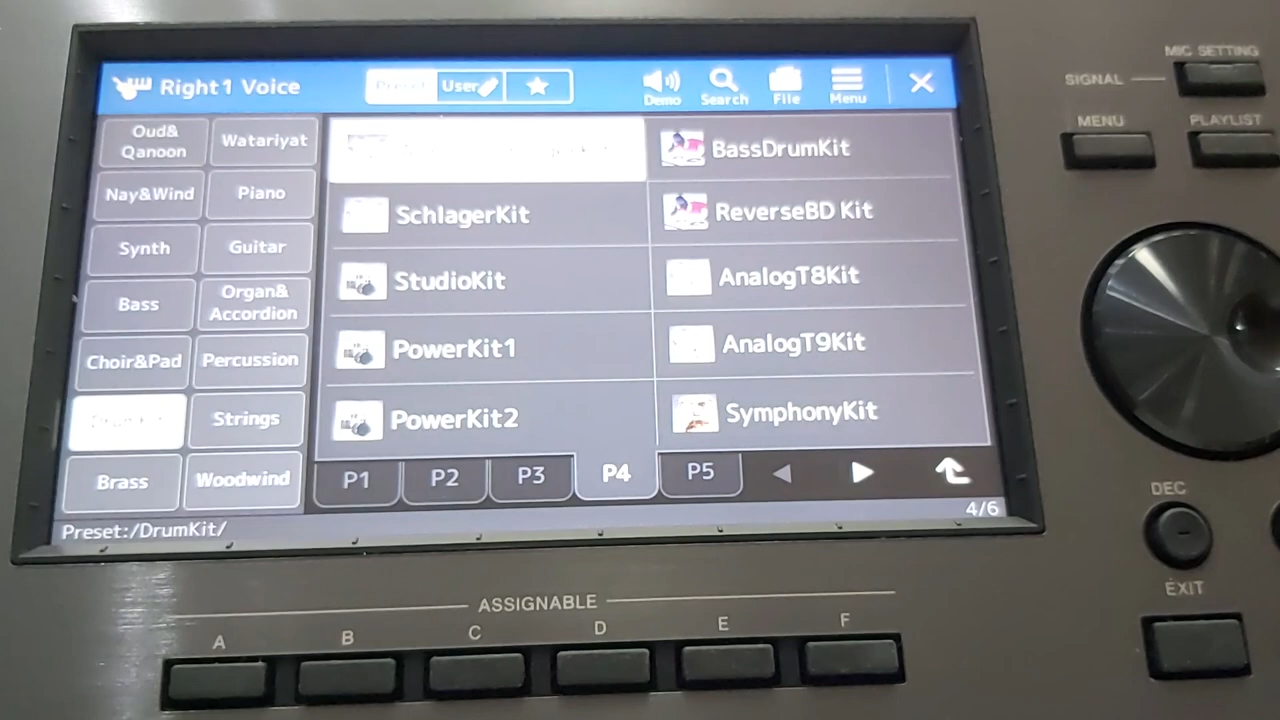 MIC SETTING
SIGNAL
MENU
PLAYLIST
Right1 Voice
Preset
User
Demo
Search
File
Menu
Oud&
Qanoon
Watariyat
Nay&Wind
Piano
Synth
Guitar
Bass
Organ&
Accordion
Choir&Pad
Percussion
DrumKit
Strings
Brass
Woodwind
BassDrumKit
SchlagerKit
ReverseBD Kit
StudioKit
AnalogT8Kit
PowerKit1
AnalogT9Kit
PowerKit2
SymphonyKit
P1
P2
P3
P4
P5
4/6
Preset:/DrumKit/
DEC
-
EXIT
ASSIGNABLE
A
B
C
D
E
F